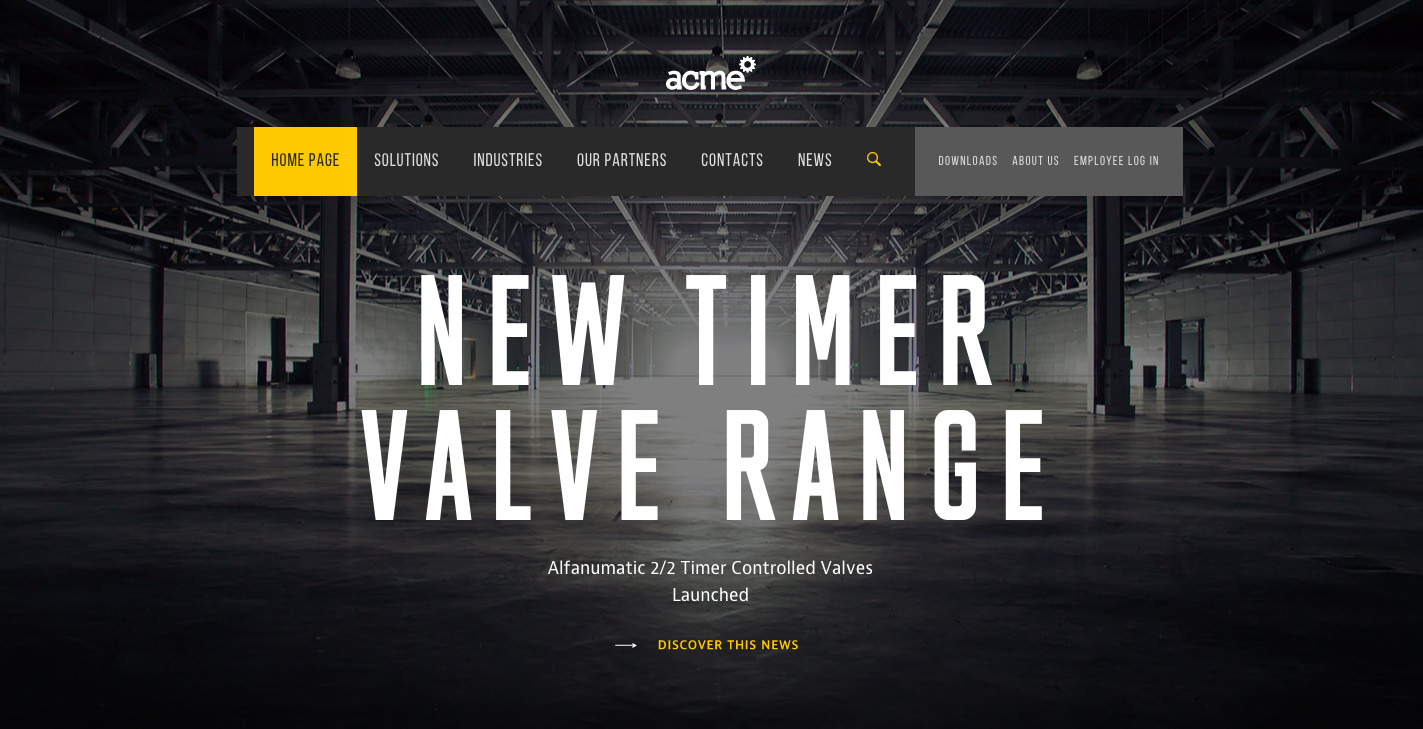 acme
HOME PAGE SOLUTIONS INDUSTRIES OUR PARTNERS CONTACTS NEWS DOWNLOADS ABOUT US EMPLOYEE LOG IN
NEW TIMER
VALVE RANGE
Alfanumatic 2/2 Timer Controlled Valves
Launched
DISCOVER THIS NEWS